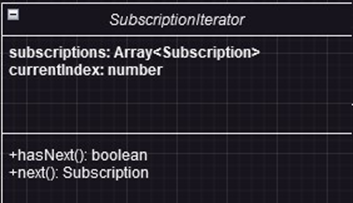 SubscriptionIterator
subscriptions: Array<Subscription>
currentIndex: number
+hasNext(): boolean
+next(): Subscription